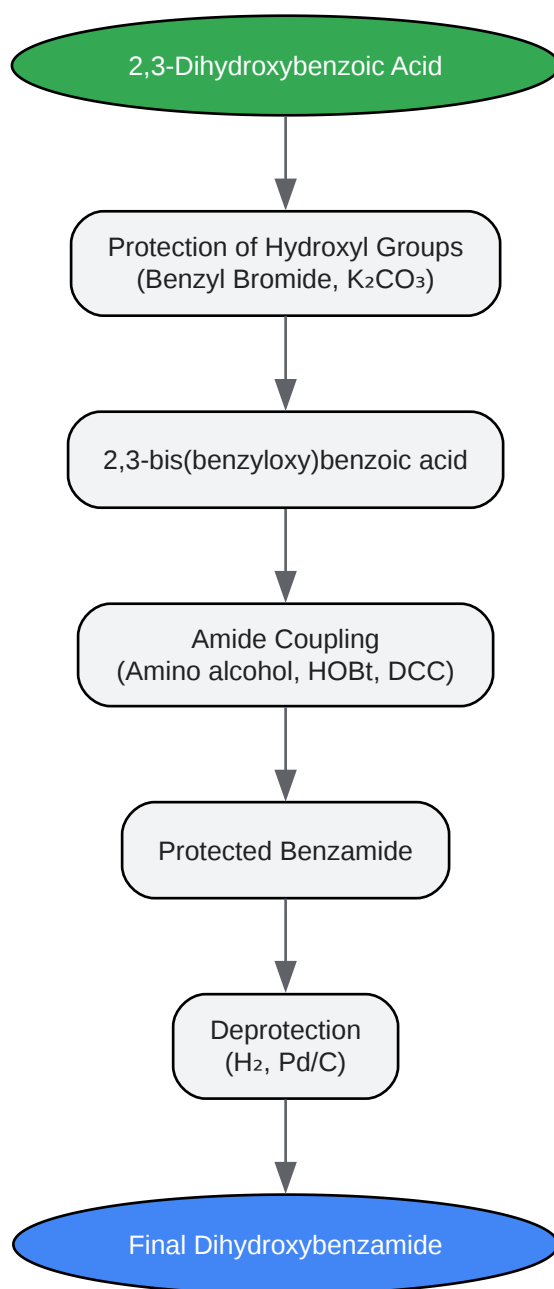 2,3-Dihydroxybenzoic Acid
Protection of Hydroxyl Groups
(Benzyl Bromide, K₂CO₃)
2,3-bis(benzyloxy)benzoic acid
Amide Coupling
(Amino alcohol, HOBt, DCC)
Protected Benzamide
Deprotection
(H₂, Pd/C)
Final Dihydroxybenzamide